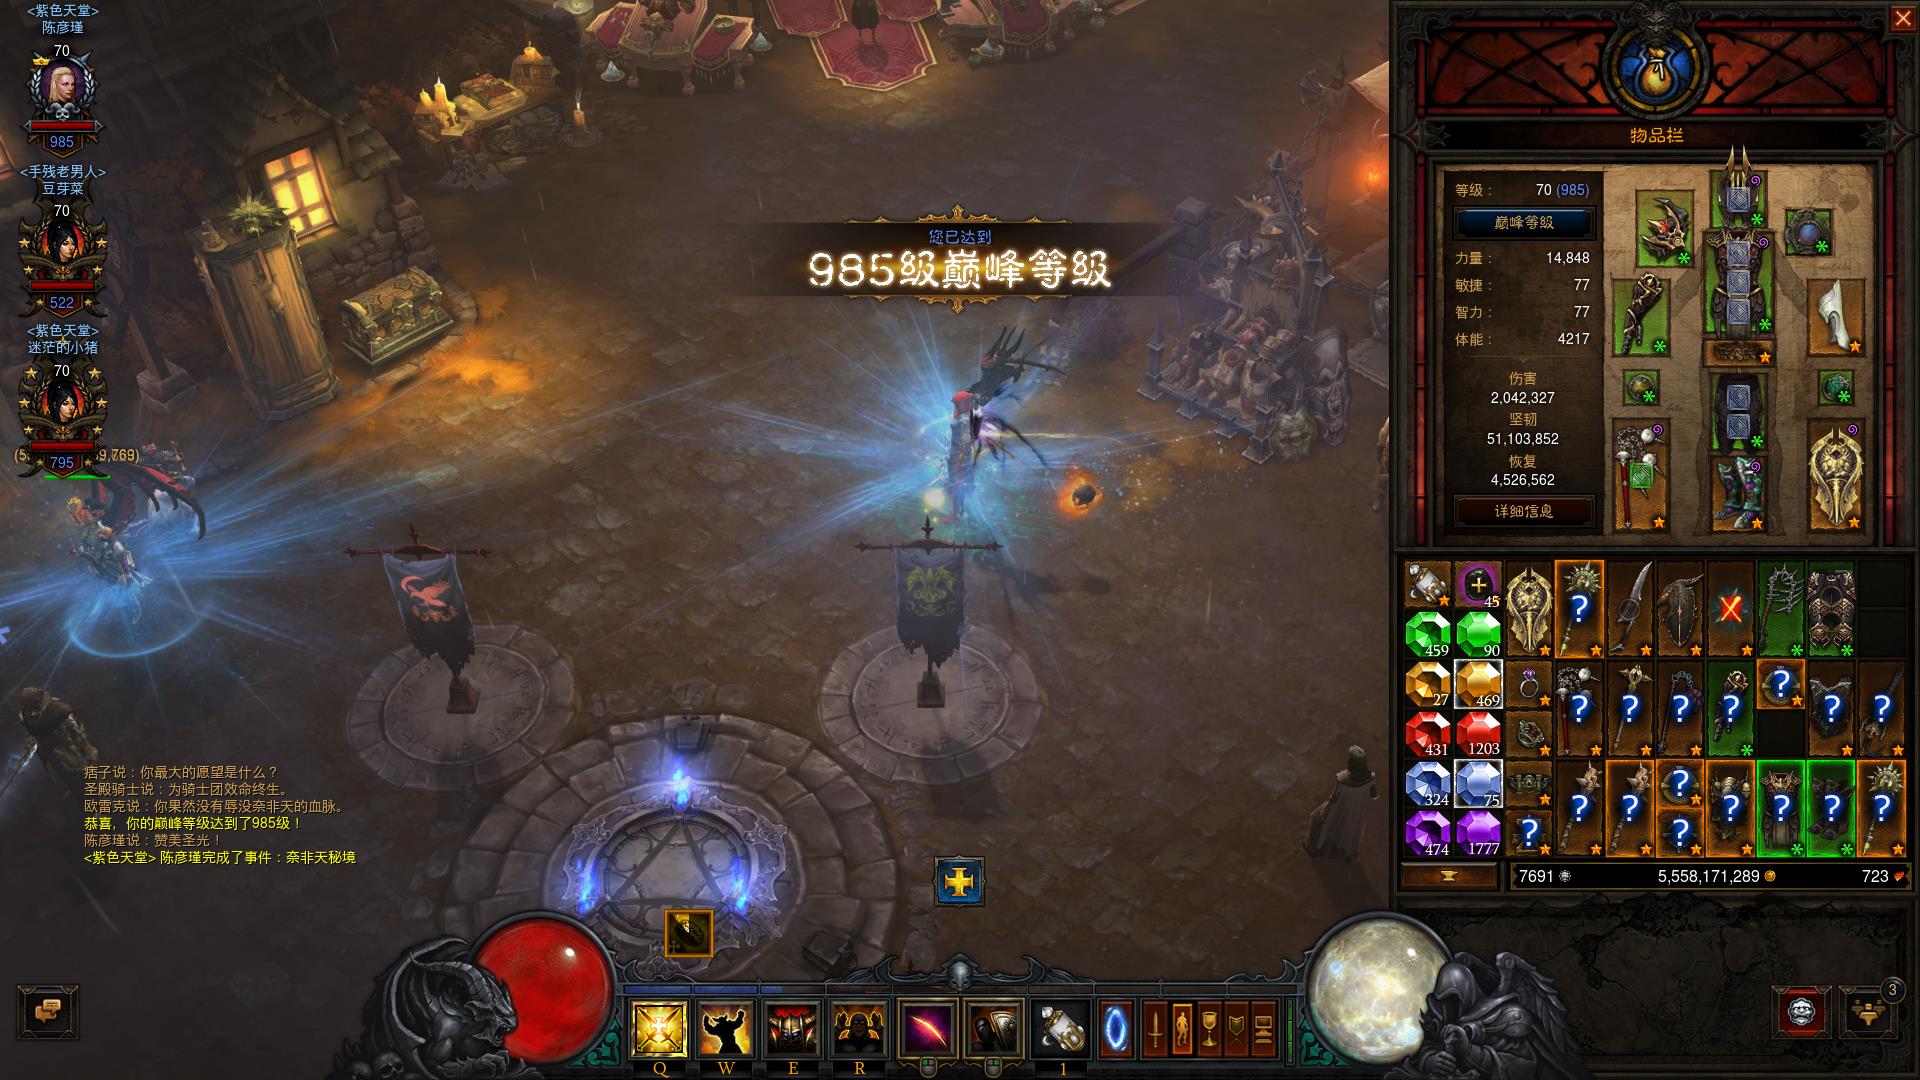 <紫色天堂>
陈彦瑾
70
985
<手残老男人>
豆芽菜
70
522
<紫色天堂>
迷茫的小猪
70
795
您已达到
985级巅峰等级
痞子说：你最大的愿望是什么？
圣殿骑士说：为骑士团效命终生。
欧雷克说：你果然没有辱没奈非天的血脉。
恭喜，你的巅峰等级达到了985级！
陈彦瑾说：赞美圣光！
<紫色天堂> 陈彦瑾完成了事件：奈非天秘境
Q W E R 1
物品栏
等级： 70 (985)
巅峰等级
力量： 14,848
敏捷： 77
智力： 77
体能： 4217
伤害
2,042,327
坚韧
51,103,852
恢复
4,526,562
详细信息
45
459 90
? 
27 469
? ? ? ? ? ? ?
431 1203
324 75
? ? ? ? ? ? ?
474 1777
? ?
7691 5,558,171,289 723
3